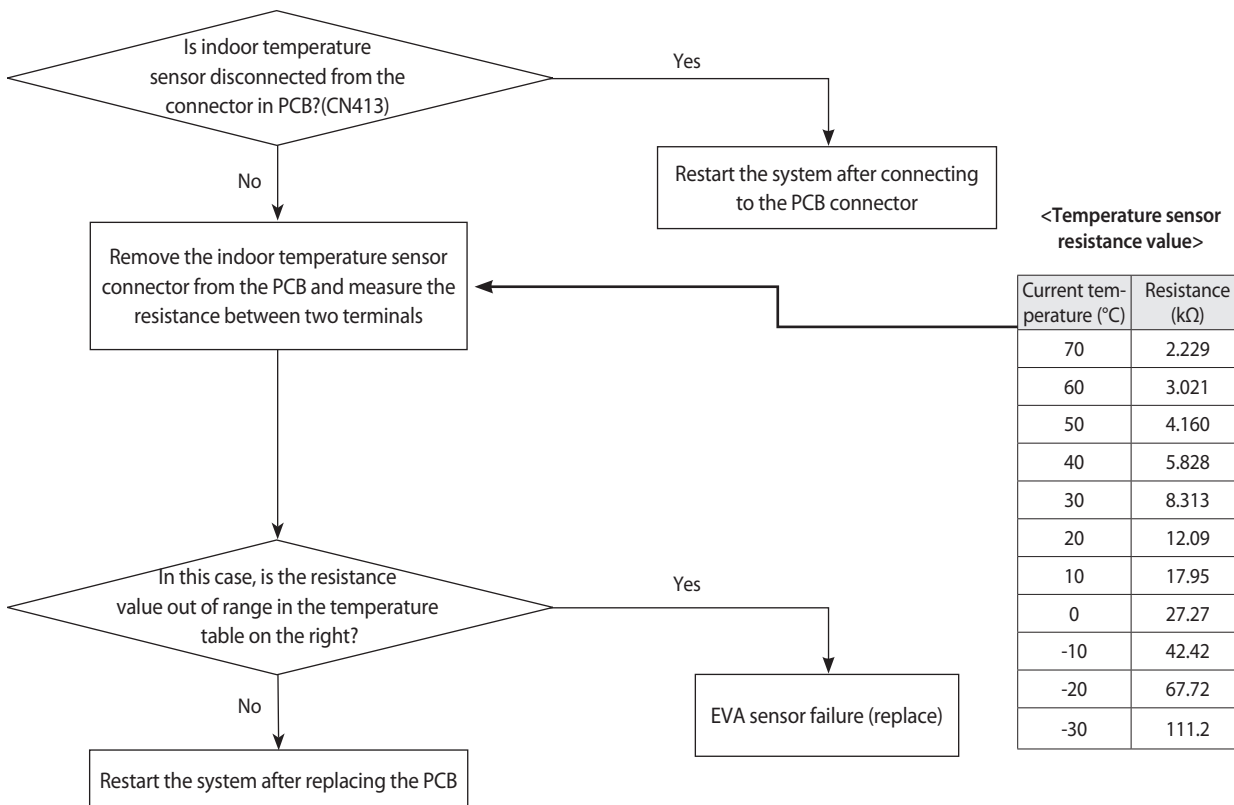 Is indoor temperature
sensor disconnected from the
connector in PCB?(CN413)
Yes
Restart the system after connecting
to the PCB connector
No
Remove the indoor temperature sensor
connector from the PCB and measure the
resistance between two terminals
<Temperature sensor
resistance value>
Current tem-
perature (°C)
Resistance
(kΩ)
70 2.229
60 3.021
50 4.160
40 5.828
30 8.313
20 12.09
10 17.95
0 27.27
-10 42.42
-20 67.72
-30 111.2
In this case, is the resistance
value out of range in the temperature
table on the right?
Yes
EVA sensor failure (replace)
No
Restart the system after replacing the PCB